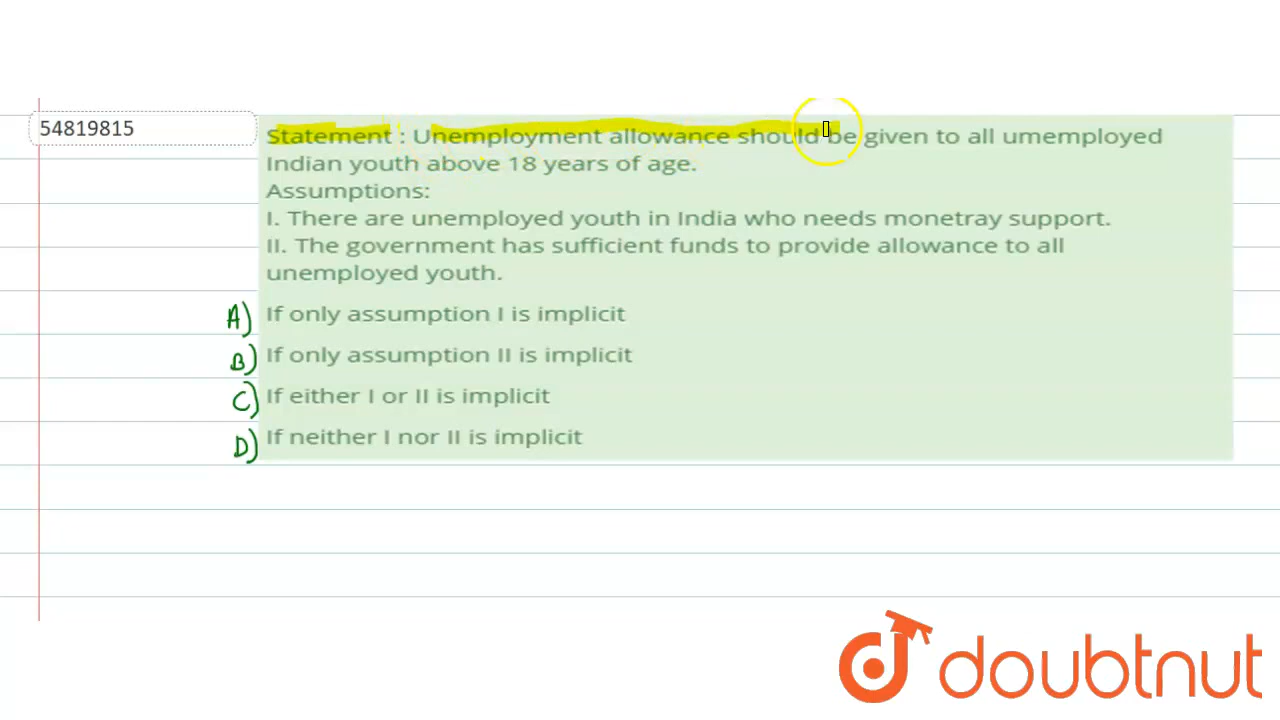 54819815
Statement : Unemployment allowance should be given to all umemployed
Indian youth above 18 years of age.
Assumptions:
I. There are unemployed youth in India who needs monetray support.
II. The government has sufficient funds to provide allowance to all
unemployed youth.
A) If only assumption I is implicit
B) If only assumption II is implicit
C) If either I or II is implicit
D) If neither I nor II is implicit
doubtnut